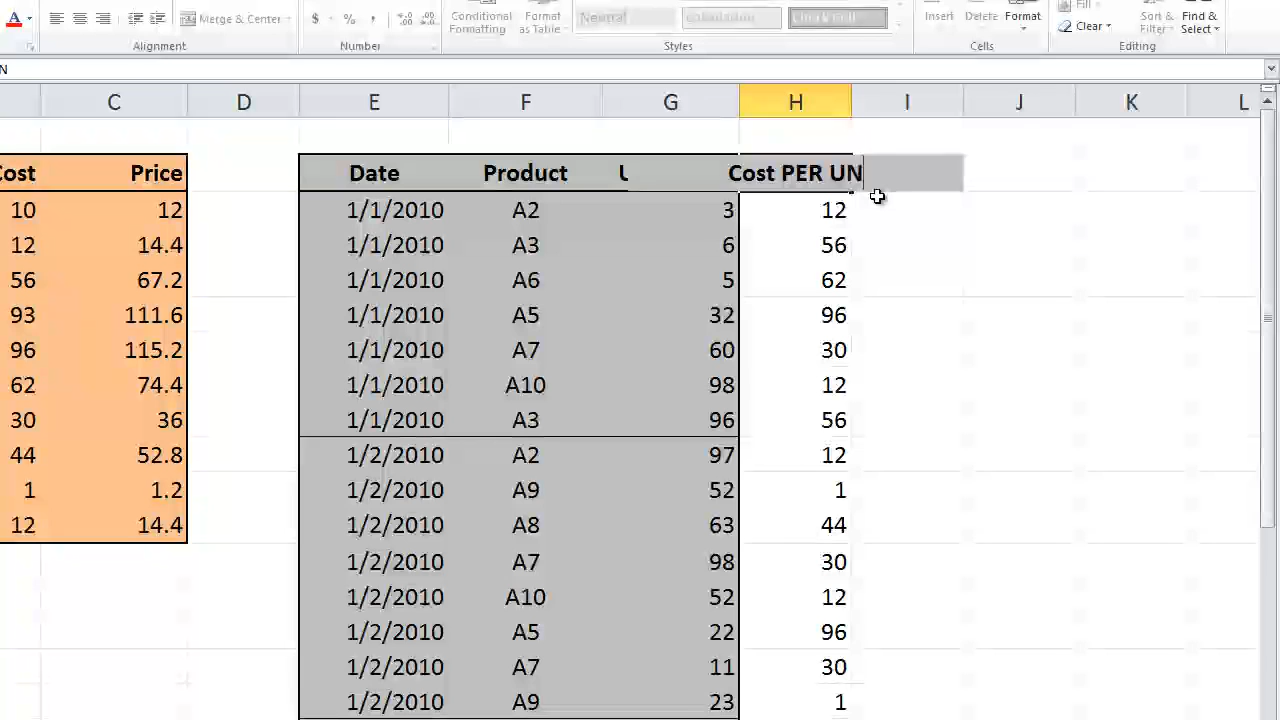 A
Merge & Center
$ % , .00
Conditional Formatting
Format as Table
Neutral
Calculation
Check Cell
Insert Delete Format
Fill
Clear
Sort & Filter
Find & Select
Alignment Number Styles Cells Editing
N
C D E F G H I J K L
Cost Price Date Product U Cost PER UN
10 12 1/1/2010 A2 3 12
12 14.4 1/1/2010 A3 6 56
56 67.2 1/1/2010 A6 5 62
93 111.6 1/1/2010 A5 32 96
96 115.2 1/1/2010 A7 60 30
62 74.4 1/1/2010 A10 98 12
30 36 1/1/2010 A3 96 56
44 52.8 1/2/2010 A2 97 12
1 1.2 1/2/2010 A9 52 1
12 14.4 1/2/2010 A8 63 44
1/2/2010 A7 98 30
1/2/2010 A10 52 12
1/2/2010 A5 22 96
1/2/2010 A7 11 30
1/2/2010 A9 23 1